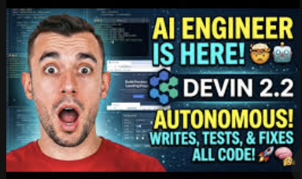 AI ENGINEER
IS HERE! 🤯🤖
DEVIN 2.2
AUTONOMOUS!
WRITES, TESTS, & FIXES
ALL CODE! 🚀🧠